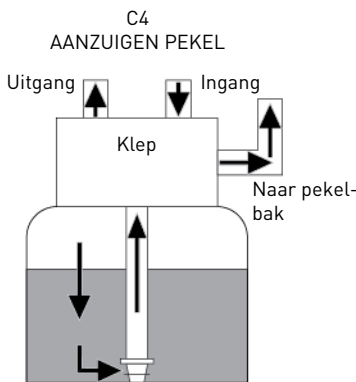 C4
AANZUIGEN PEKEL
Uitgang
Ingang
Klep
Naar pekel-
bak